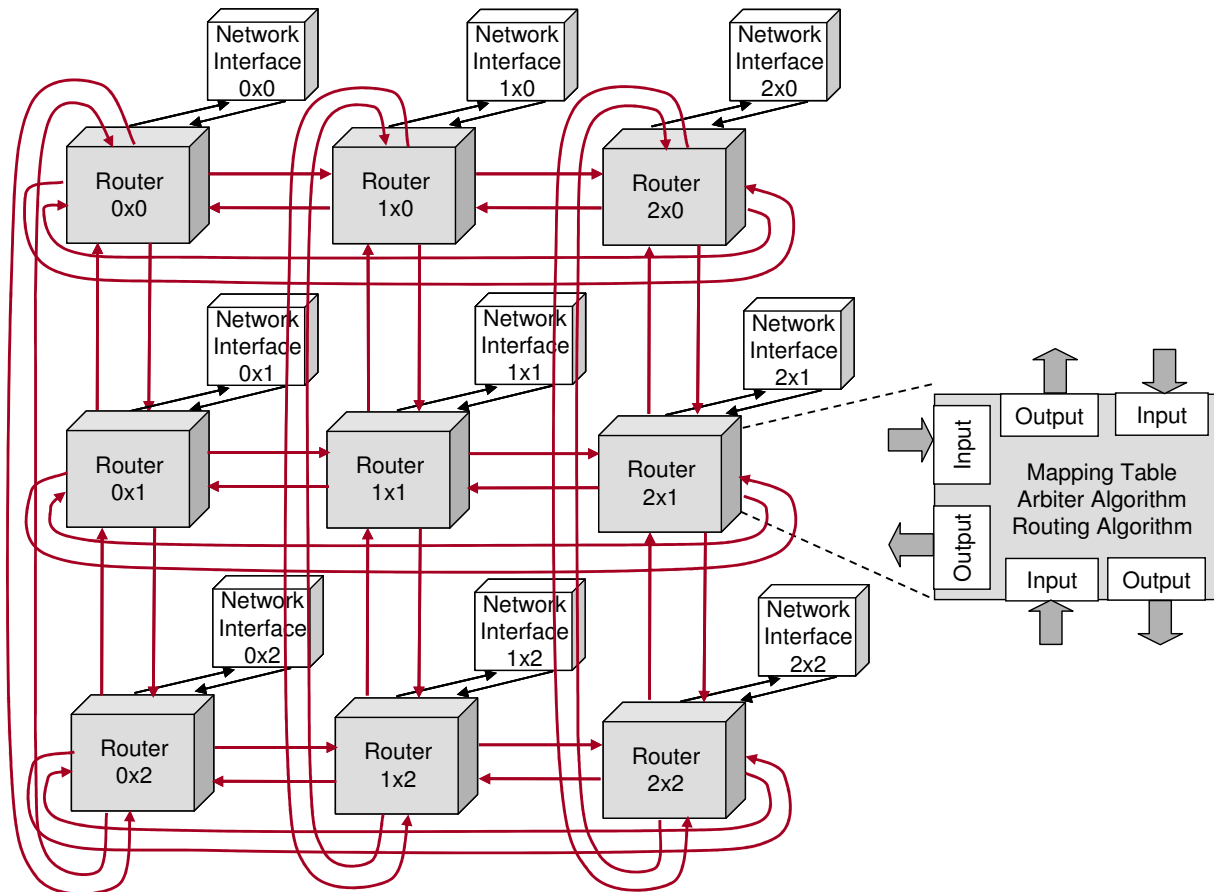 Network
Interface
0x0
Network
Interface
1x0
Network
Interface
2x0
Router
0x0
Router
1x0
Router
2x0
Network
Interface
0x1
Network
Interface
1x1
Network
Interface
2x1
Router
0x1
Router
1x1
Router
2x1
Output
Input
Input
Mapping Table
Arbiter Algorithm
Routing Algorithm
Output
Input
Output
Network
Interface
0x2
Network
Interface
1x2
Network
Interface
2x2
Router
0x2
Router
1x2
Router
2x2